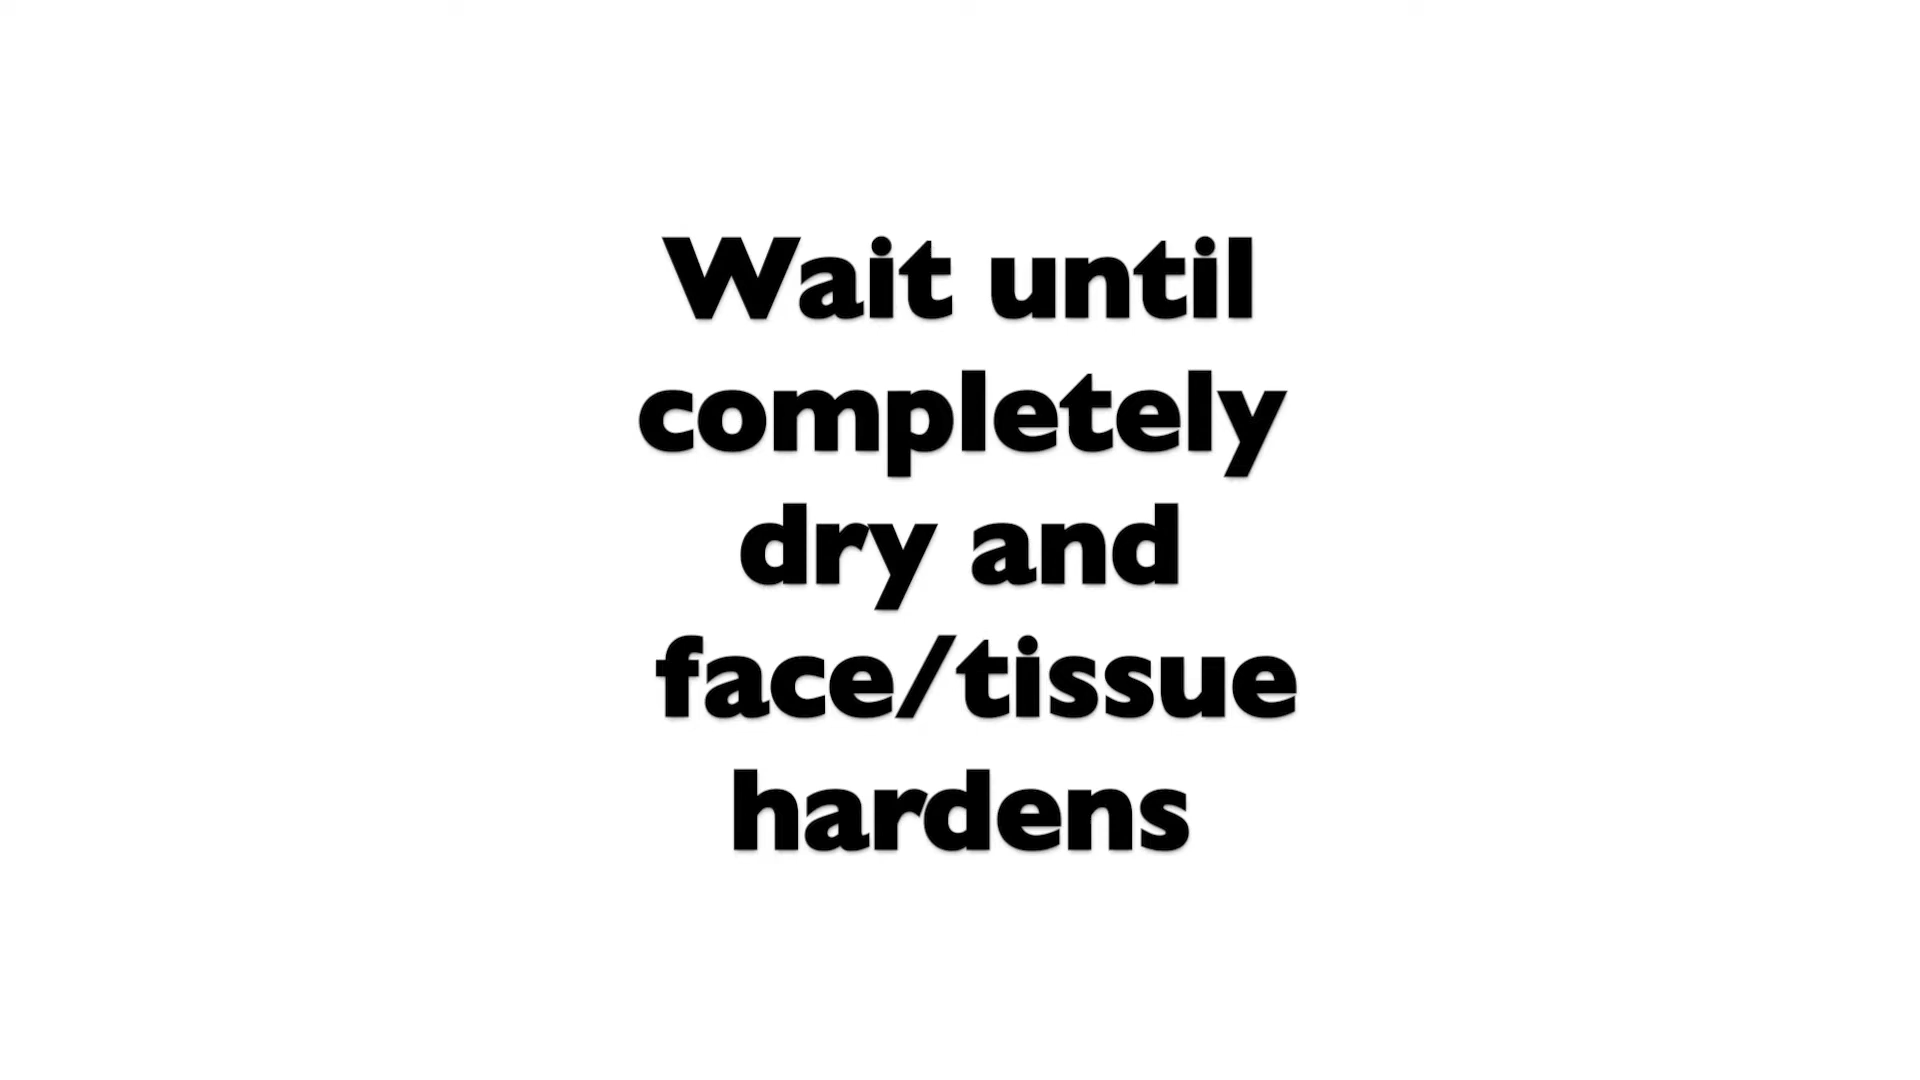 Wait until
completely
dry and
face/tissue
hardens